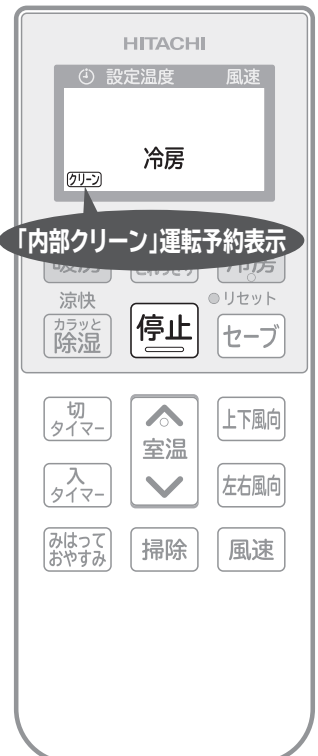 HITACHI
設定温度 風速
冷房
クリーン
「内部クリーン」運転予約表示
涼快 リセット
カラッと
除湿
停止
セーブ
切
タイマー
室温
上下風向
入
タイマー
左右風向
みはって
おやすみ
掃除
風速